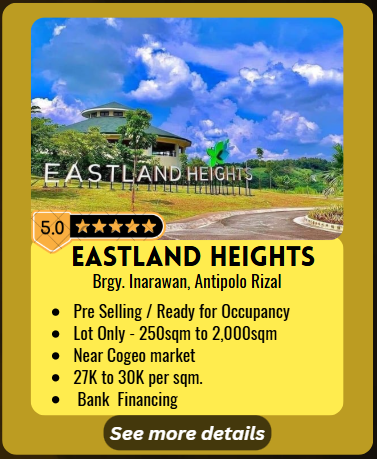 EASTLAND HEIGHTS
5.0
EASTLAND HEIGHTS
Brgy. Inarawan, Antipolo Rizal
• Pre Selling / Ready for Occupancy
• Lot Only - 250sqm to 2,000sqm
• Near Cogeo market
• 27K to 30K per sqm.
• Bank Financing
See more details